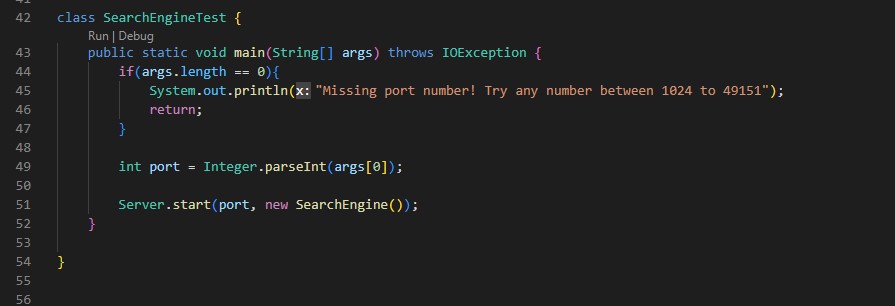 41
42 class SearchEngineTest {
Run | Debug
43 public static void main(String[] args) throws IOException {
44 if(args.length == 0){
45 System.out.println(x: "Missing port number! Try any number between 1024 to 49151");
46 return;
47 }
48
49 int port = Integer.parseInt(args[0]);
50
51 Server.start(port, new SearchEngine());
52 }
53
54 }
55
56